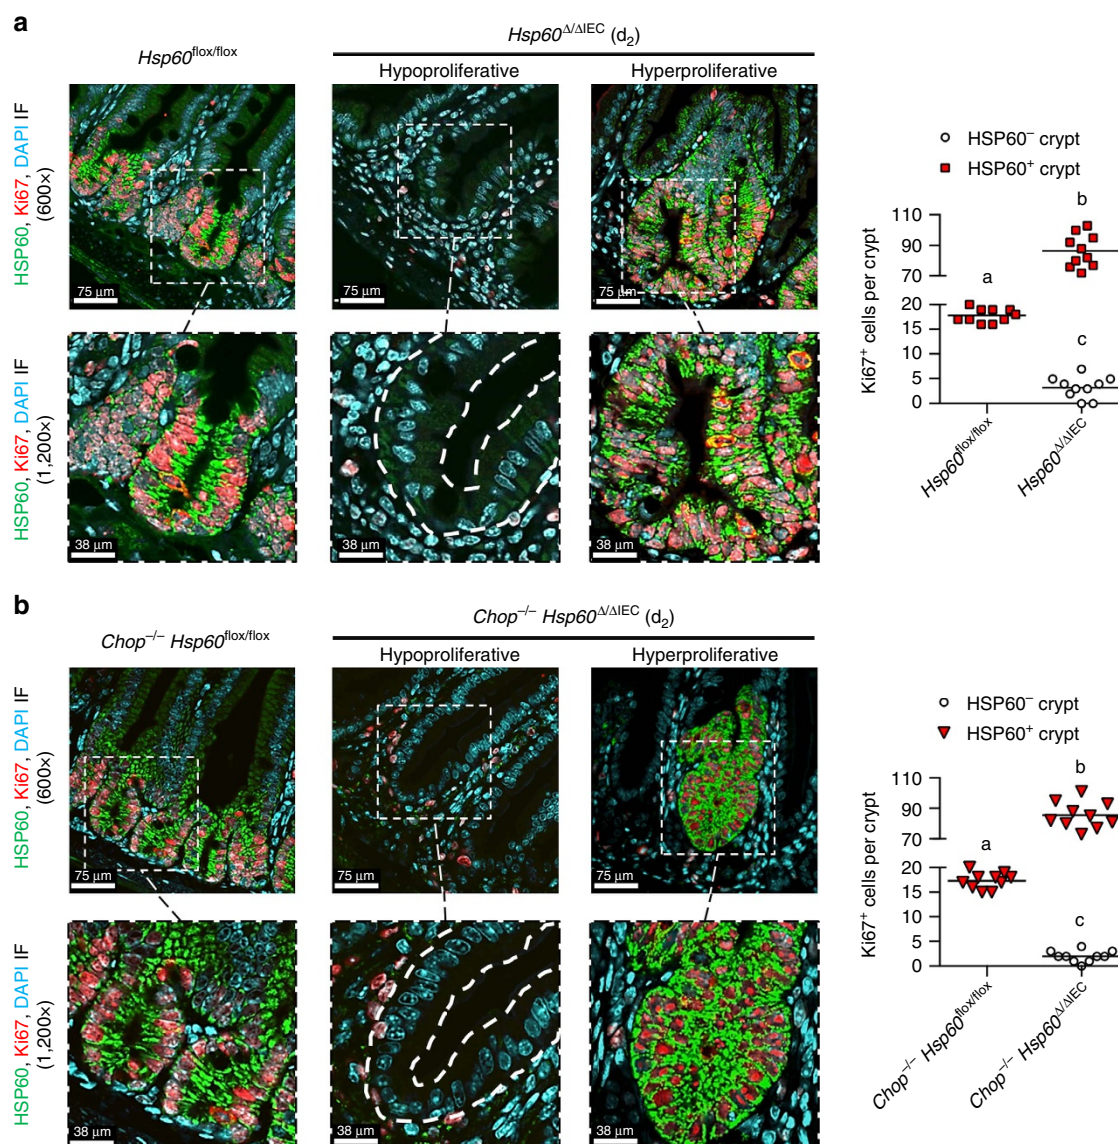 a
Hsp60flox/flox
Hsp60Δ/ΔIEC (d2)
Hypoproliferative
Hyperproliferative
HSP60, Ki67, DAPI IF
(600×)
75 μm
75 μm
75 μm
HSP60, Ki67, DAPI IF
(1,200×)
38 μm
38 μm
38 μm
HSP60– crypt
HSP60+ crypt
Ki67+ cells per crypt
110
90
70
20
15
10
5
0
a
b
c
Hsp60flox/flox
Hsp60Δ/ΔIEC
b
Chop–/– Hsp60flox/flox
Chop–/– Hsp60Δ/ΔIEC (d2)
Hypoproliferative
Hyperproliferative
HSP60, Ki67, DAPI IF
(600×)
75 μm
75 μm
75 μm
HSP60, Ki67, DAPI IF
(1,200×)
38 μm
38 μm
38 μm
HSP60– crypt
HSP60+ crypt
Ki67+ cells per crypt
110
90
70
20
15
10
5
0
a
b
c
Chop–/– Hsp60flox/flox
Chop–/– Hsp60Δ/ΔIEC